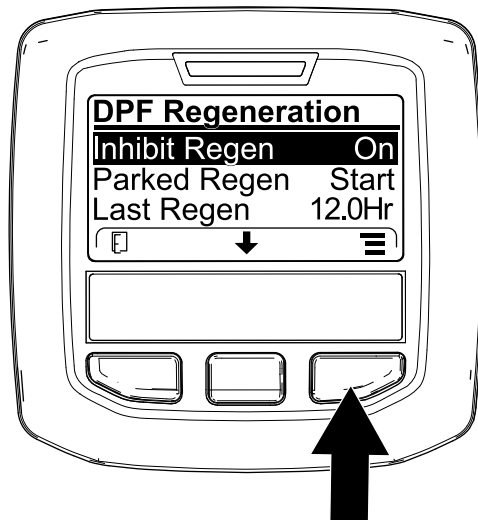 DPF Regeneration
Inhibit Regen On
Parked Regen Start
Last Regen 12.0Hr